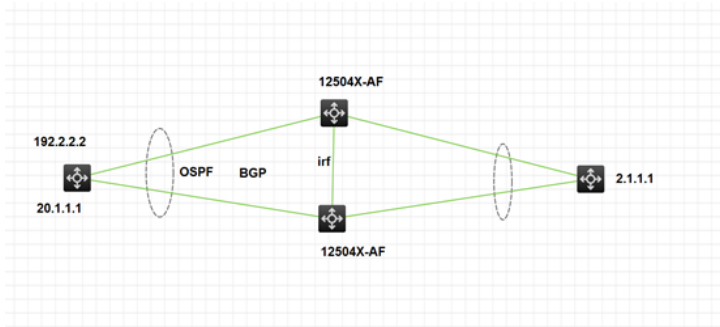 12504X-AF
192.2.2.2
irf
OSPF
BGP
2.1.1.1
20.1.1.1
12504X-AF